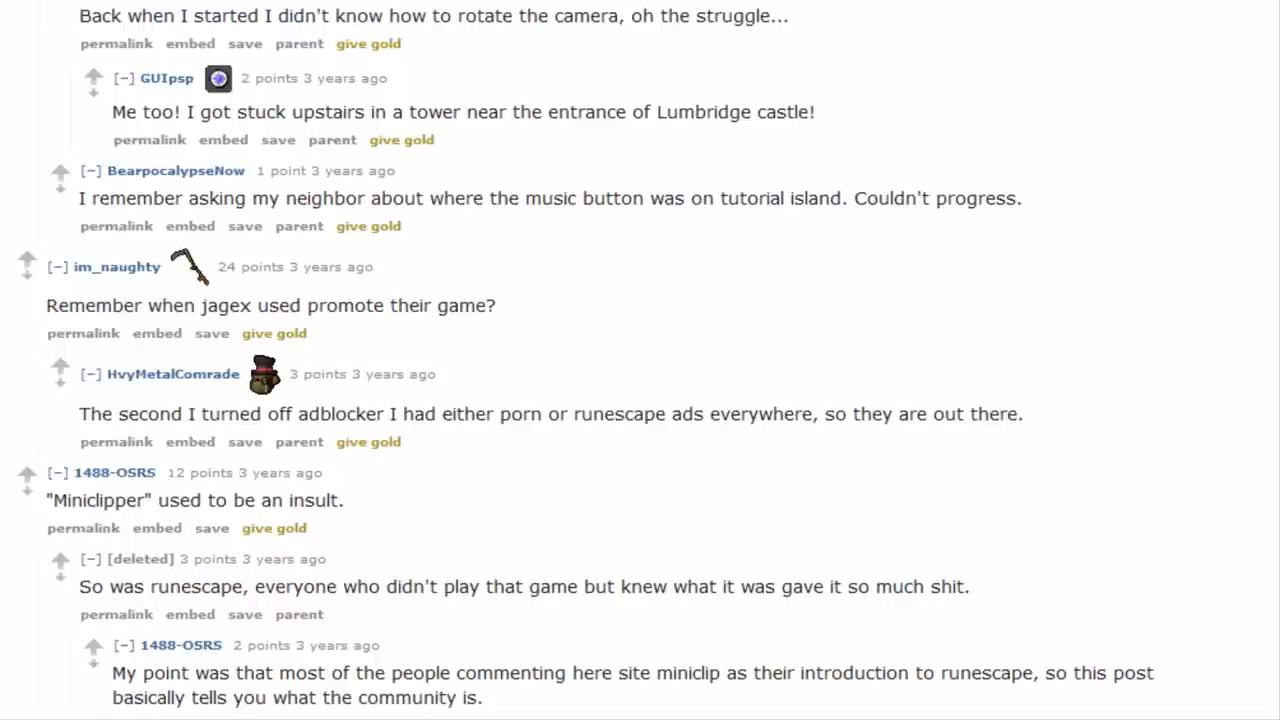 Back when I started I didn't know how to rotate the camera, oh the struggle...
permalink embed save parent give gold
[−] GUIpsp 2 points 3 years ago
Me too! I got stuck upstairs in a tower near the entrance of Lumbridge castle!
permalink embed save parent give gold
[−] BearpocalypseNow 1 point 3 years ago
I remember asking my neighbor about where the music button was on tutorial island. Couldn't progress.
permalink embed save parent give gold
[−] im_naughty 24 points 3 years ago
Remember when jagex used promote their game?
permalink embed save give gold
[−] HvyMetalComrade 3 points 3 years ago
The second I turned off adblocker I had either porn or runescape ads everywhere, so they are out there.
permalink embed save parent give gold
[−] 1488-OSRS 12 points 3 years ago
"Miniclipper" used to be an insult.
permalink embed save give gold
[−] [deleted] 3 points 3 years ago
So was runescape, everyone who didn't play that game but knew what it was gave it so much shit.
permalink embed save parent
[−] 1488-OSRS 2 points 3 years ago
My point was that most of the people commenting here site miniclip as their introduction to runescape, so this post
basically tells you what the community is.